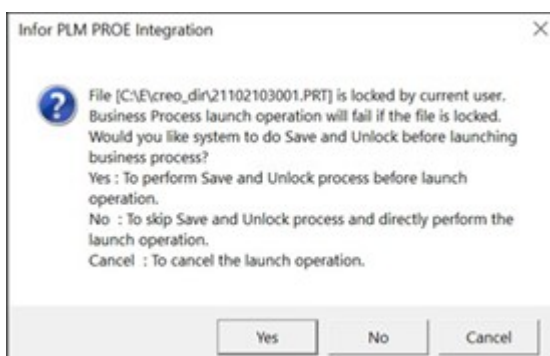 Infor PLM PROE Integration
File [C:\E\creo_dir\21102103001.PRT] is locked by current user.
Business Process launch operation will fail if the file is locked.
Would you like system to do Save and Unlock before launching
business process?
Yes : To perform Save and Unlock process before launch
operation.
No : To skip Save and Unlock process and directly perform the
launch operation.
Cancel : To cancel the launch operation.
Yes No Cancel